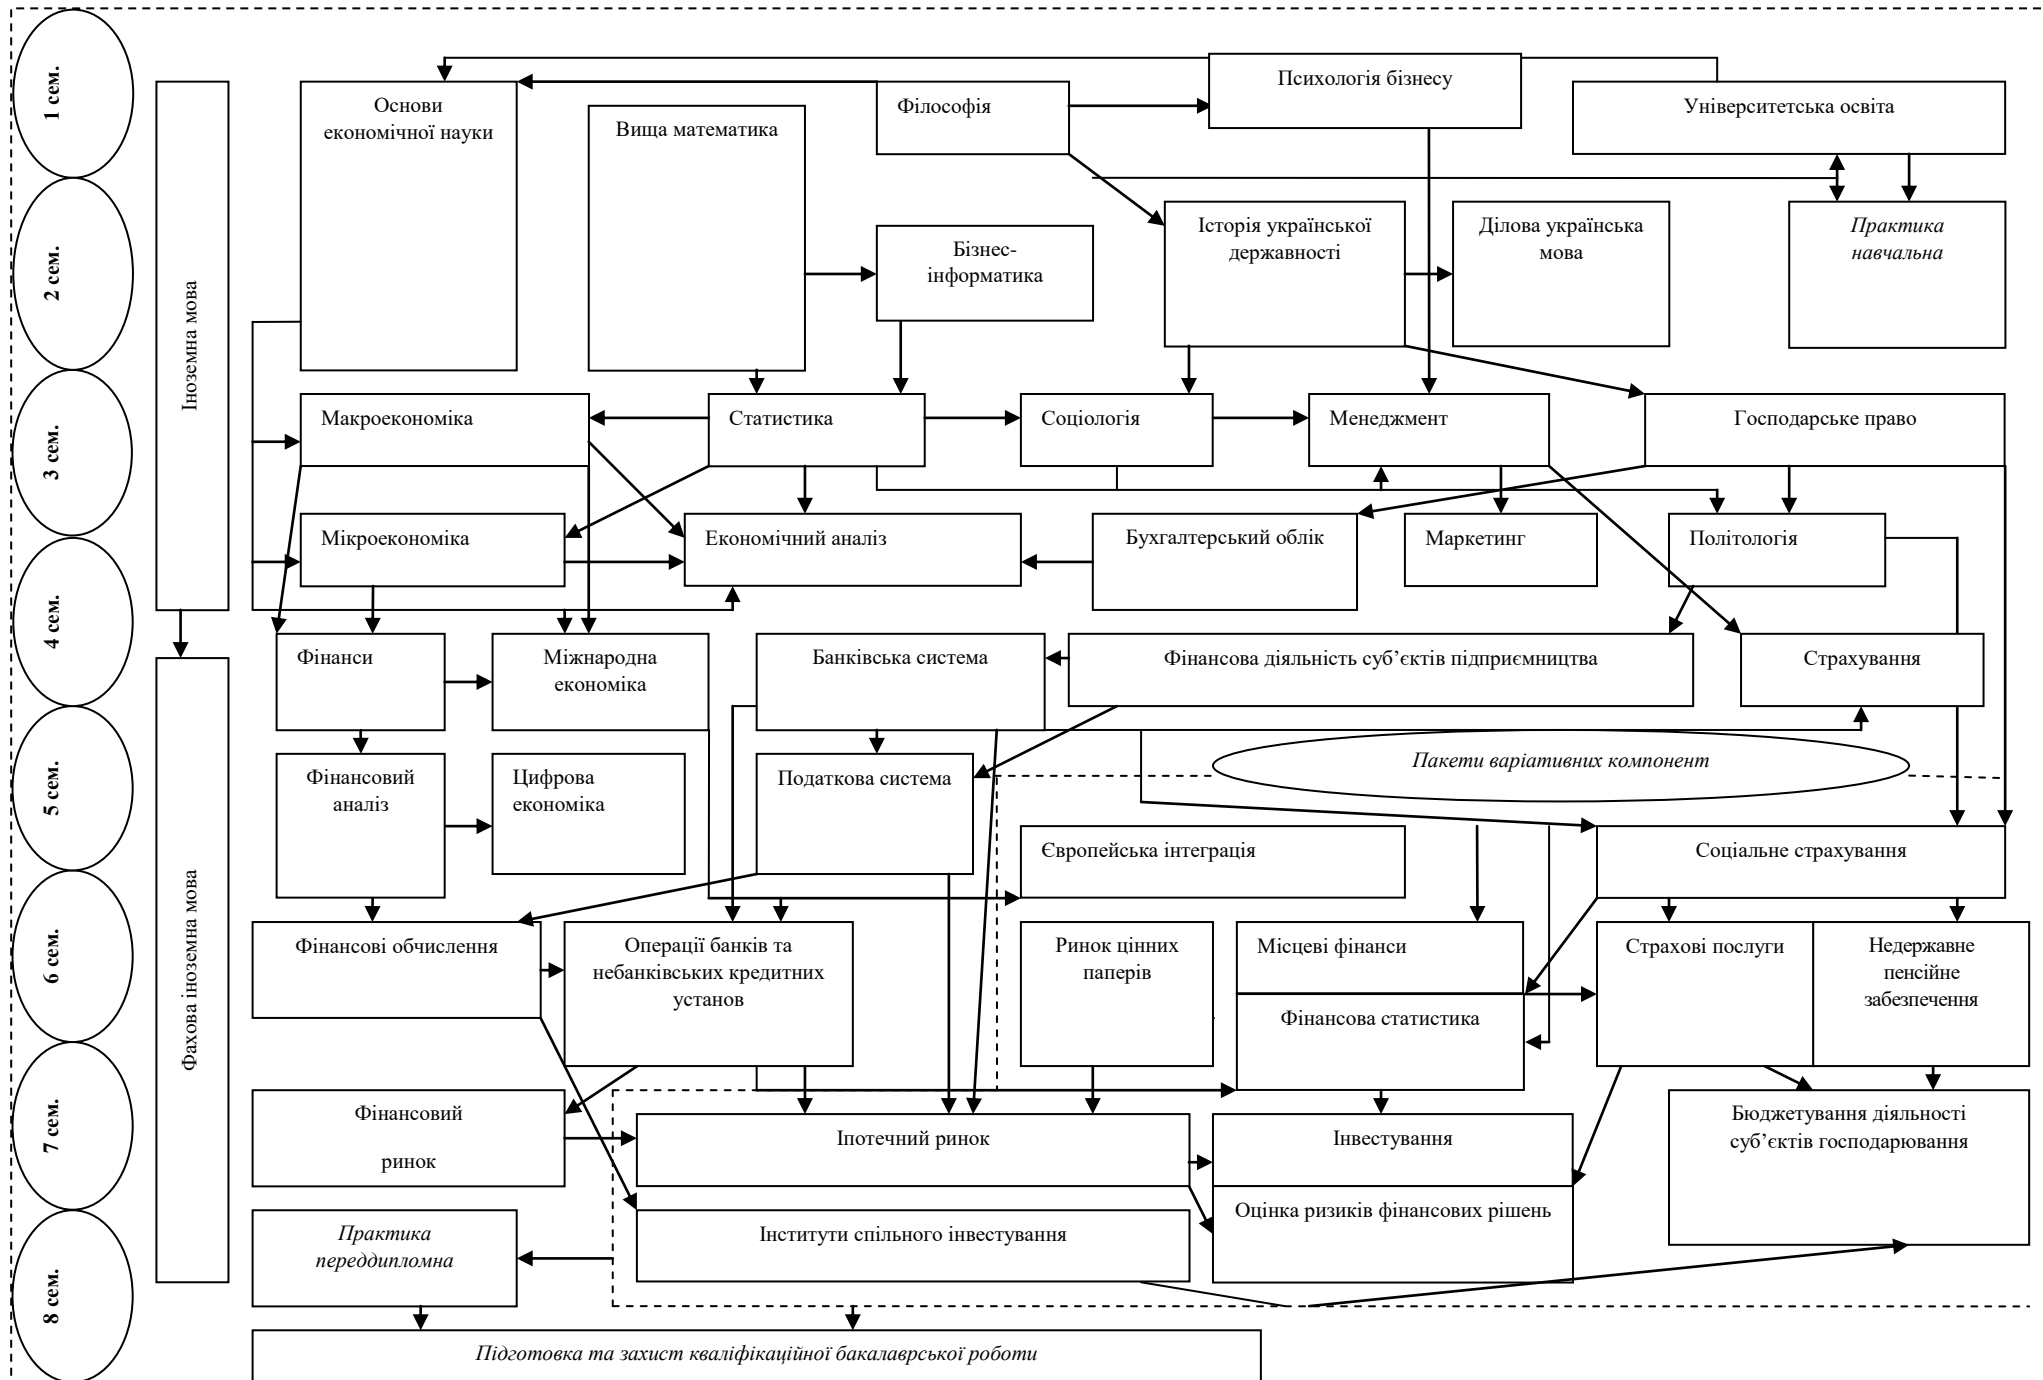 1 сем.
2 сем.
3 сем.
4 сем.
5 сем.
6 сем.
7 сем.
8 сем.
Іноземна мова
Фахова іноземна мова
Психологія бізнесу
Основи
економічної науки
Вища математика
Філософія
Університетська освіта
Бізнес-
інформатика
Історія української
державності
Ділова українська
мова
Практика
навчальна
Макроекономіка
Статистика
Соціологія
Менеджмент
Господарське право
Мікроекономіка
Економічний аналіз
Бухгалтерський облік
Маркетинг
Політологія
Фінанси
Міжнародна
економіка
Банківська система
Фінансова діяльність суб’єктів підприємництва
Страхування
Фінансовий
аналіз
Цифрова
економіка
Податкова система
Пакети варіативних компонент
Європейська інтеграція
Соціальне страхування
Фінансові обчислення
Операції банків та
небанківських кредитних
установ
Ринок цінних
паперів
Місцеві фінанси
Фінансова статистика
Страхові послуги
Недержавне
пенсійне
забезпечення
Фінансовий
ринок
Іпотечний ринок
Інвестування
Бюджетування діяльності
суб’єктів господарювання
Оцінка ризиків фінансових рішень
Інститути спільного інвестування
Практика
переддипломна
Підготовка та захист кваліфікаційної бакалаврської роботи